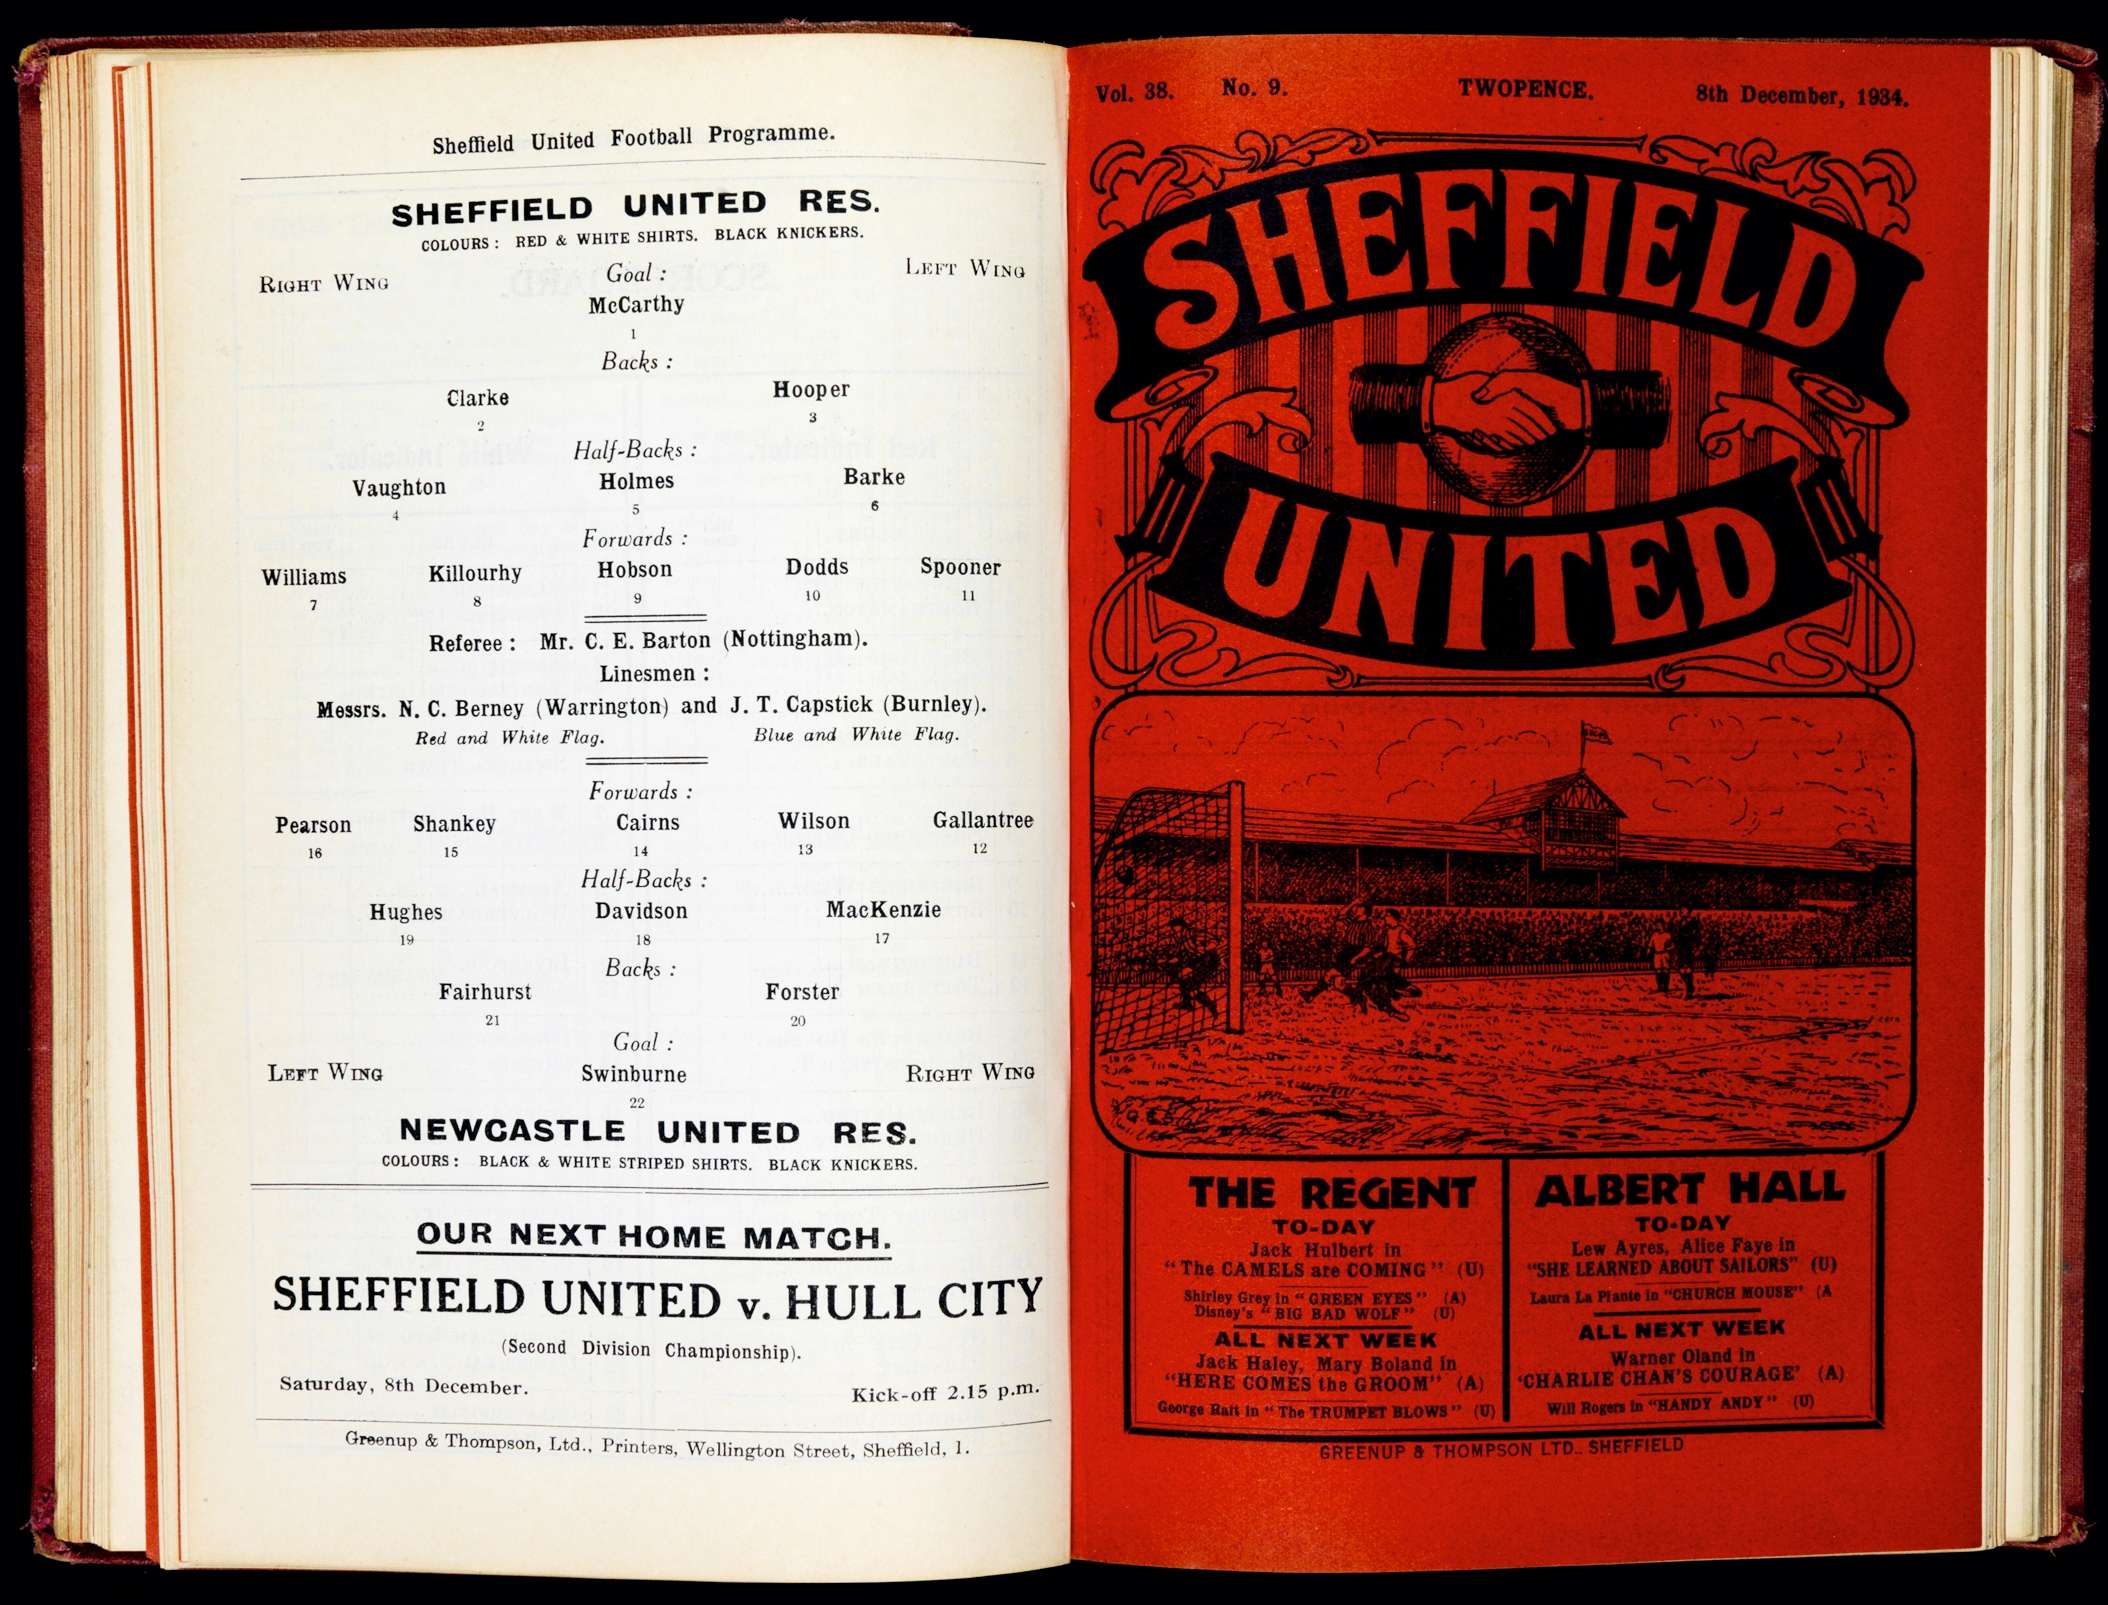 Sheffield United Football Programme.
SHEFFIELD UNITED RES.
COLOURS: RED & WHITE SHIRTS. BLACK KNICKERS.
RIGHT WING Goal: LEFT WING
McCarthy
1
Backs:
Clarke Hooper
2 3
Half-Backs:
Vaughton Holmes Barke
4 5 6
Forwards:
Williams Killourhy Hobson Dodds Spooner
7 8 9 10 11
Referee: Mr. C. E. Barton (Nottingham).
Linesmen:
Messrs. N. C. Berney (Warrington) and J. T. Capstick (Burnley).
Red and White Flag. Blue and White Flag.
Forwards:
Pearson Shankey Cairns Wilson Gallantree
16 15 14 13 12
Half-Backs:
Hughes Davidson MacKenzie
19 18 17
Backs:
Fairhurst Forster
21 20
Goal:
LEFT WING Swinburne RIGHT WING
22
NEWCASTLE UNITED RES.
COLOURS: BLACK & WHITE STRIPED SHIRTS. BLACK KNICKERS.
OUR NEXT HOME MATCH.
SHEFFIELD UNITED v. HULL CITY
(Second Division Championship).
Saturday, 8th December. Kick-off 2.15 p.m.
Greenup & Thompson, Ltd., Printers, Wellington Street, Sheffield, 1.
Vol. 38. No. 9. TWOPENCE. 8th December, 1934.
SHEFFIELD
UNITED
THE REGENT
TO-DAY
Jack Hulbert in
"The CAMELS are COMING" (U)
Shirley Grey in "GREEN EYES" (A)
Disney's "BIG BAD WOLF" (U)
ALL NEXT WEEK
Jack Haley, Mary Boland in
"HERE COMES the GROOM" (A)
George Raft in "The TRUMPET BLOWS" (U)
ALBERT HALL
TO-DAY
Lew Ayres, Alice Faye in
"SHE LEARNED ABOUT SAILORS" (U)
Laura La Plante in "CHURCH MOUSE" (A
ALL NEXT WEEK
Warner Oland in
'CHARLIE CHAN'S COURAGE' (A)
Will Rogers in "HANDY ANDY" (U)
GREENUP & THOMPSON LTD.. SHEFFIELD